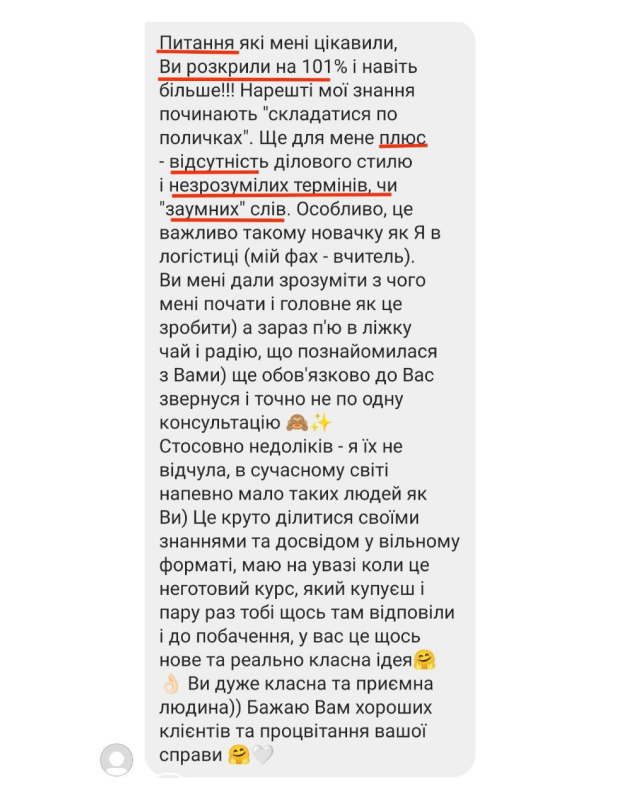 Питання які мені цікавили,
Ви розкрили на 101% і навіть
більше!!! Нарешті мої знання
починають "складатися по
поличках". Ще для мене плюс
- відсутність ділового стилю
і незрозумілих термінів, чи
"заумних" слів. Особливо, це
важливо такому новачку як Я в
логістиці (мій фах - вчитель).
Ви мені дали зрозуміти з чого
мені почати і головне як це
зробити) а зараз п'ю в ліжку
чай і радію, що познайомилася
з Вами) ще обов'язково до Вас
звернуся і точно не по одну
консультацію 🙈✨
Стосовно недоліків - я їх не
відчула, в сучасному світі
напевно мало таких людей як
Ви) Це круто ділитися своїми
знаннями та досвідом у вільному
форматі, маю на увазі коли це
неготовий курс, який купуєш і
пару раз тобі щось там відповіли
і до побачення, у вас це щось
нове та реально класна ідея🤗
👌🏻 Ви дуже класна та приємна
людина)) Бажаю Вам хороших
клієнтів та процвітання вашої
справи 🤗🤍